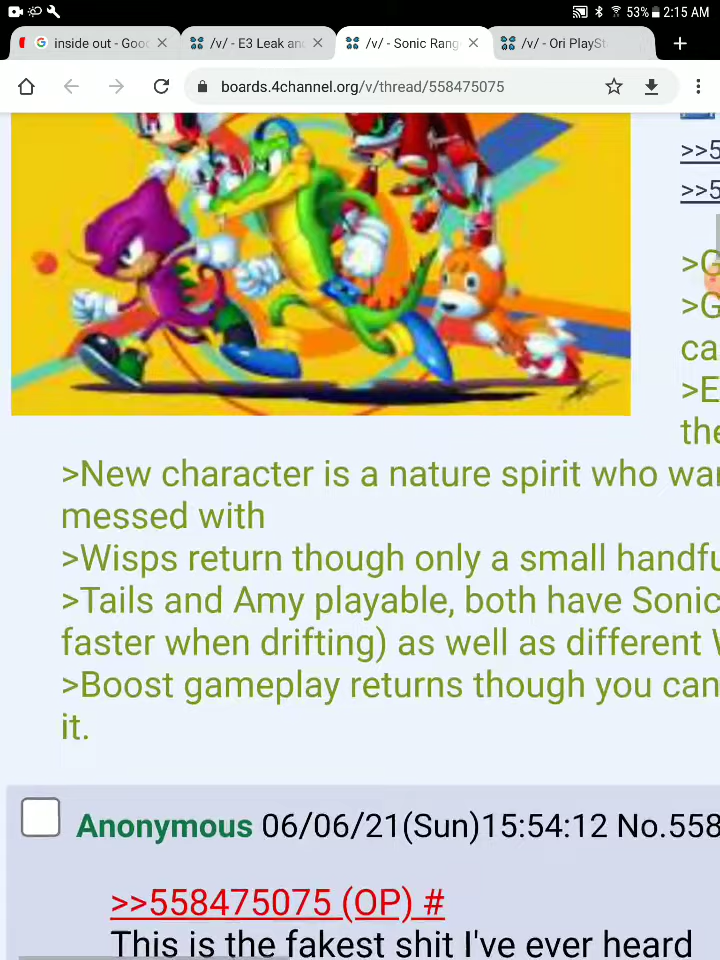 53% 2:15 AM
inside out - Goo
/v/ - E3 Leak an
/v/ - Sonic Rang
/v/ - Ori PlaySt
boards.4channel.org/v/thread/558475075
>>5
>>5
>G
>G
ca
>E
the
>New character is a nature spirit who wa
messed with
>Wisps return though only a small handfu
>Tails and Amy playable, both have Sonic
faster when drifting) as well as different
>Boost gameplay returns though you can
it.
Anonymous 06/06/21(Sun)15:54:12 No.558
>>558475075 (OP) #
This is the fakest shit I've ever heard